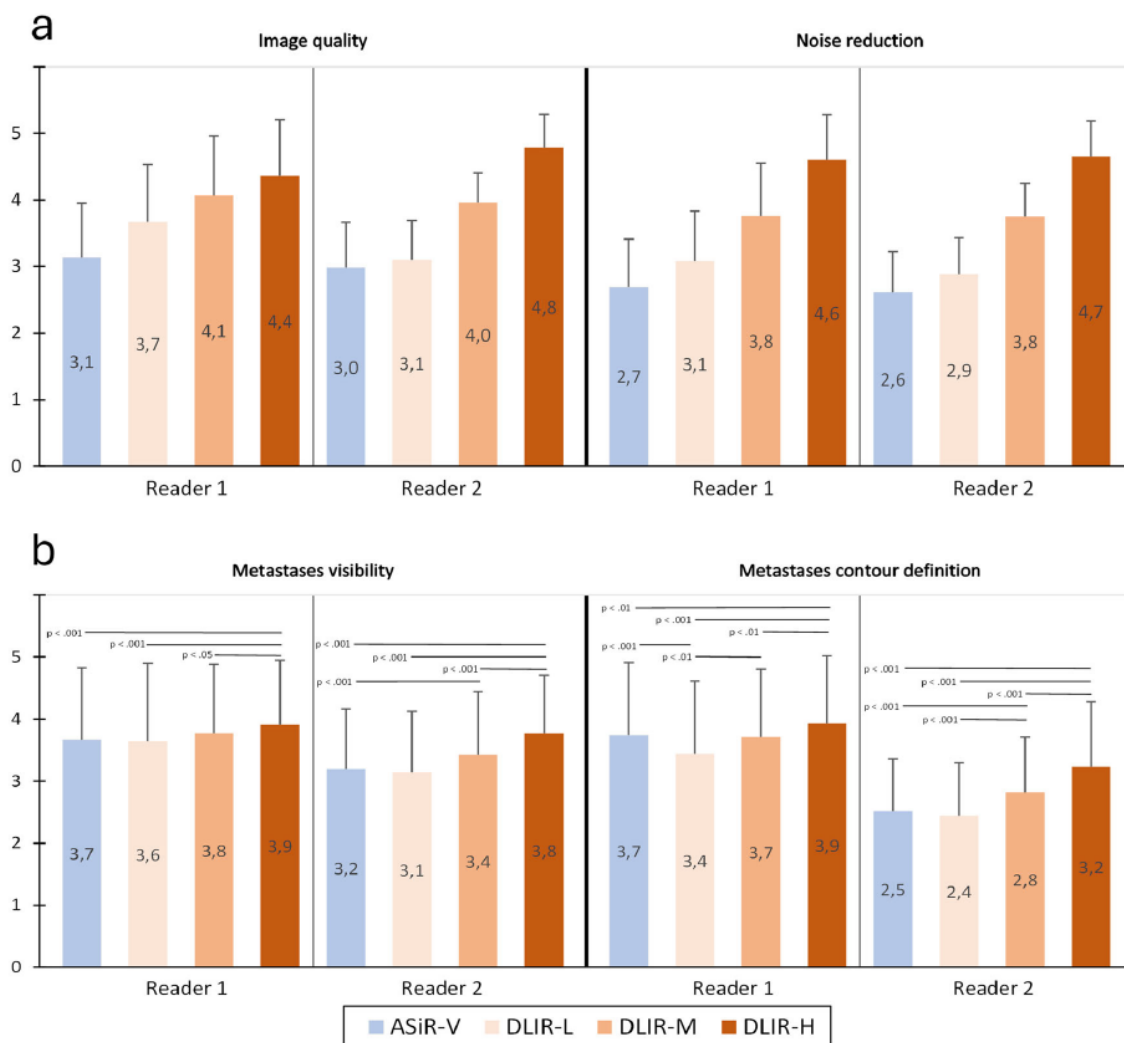 a
Image quality
Noise reduction
5
4
3
2
1
0
3,1
3,7
4,1
4,4
3,0
3,1
4,0
4,8
2,7
3,1
3,8
4,6
2,6
2,9
3,8
4,7
Reader 1
Reader 2
Reader 1
Reader 2
b
Metastases visibility
Metastases contour definition
5
4
3
2
1
0
p < .001
p < .001
p < .05
p < .001
p < .001
p < .001
p < .001
p < .01
p < .001
p < .01
p < .001
p < .01
p < .001
p < .001
p < .001
p < .001
p < .001
3,7
3,6
3,8
3,9
3,2
3,1
3,4
3,8
3,7
3,4
3,7
3,9
2,5
2,4
2,8
3,2
Reader 1
Reader 2
Reader 1
Reader 2
ASiR-V
DLIR-L
DLIR-M
DLIR-H